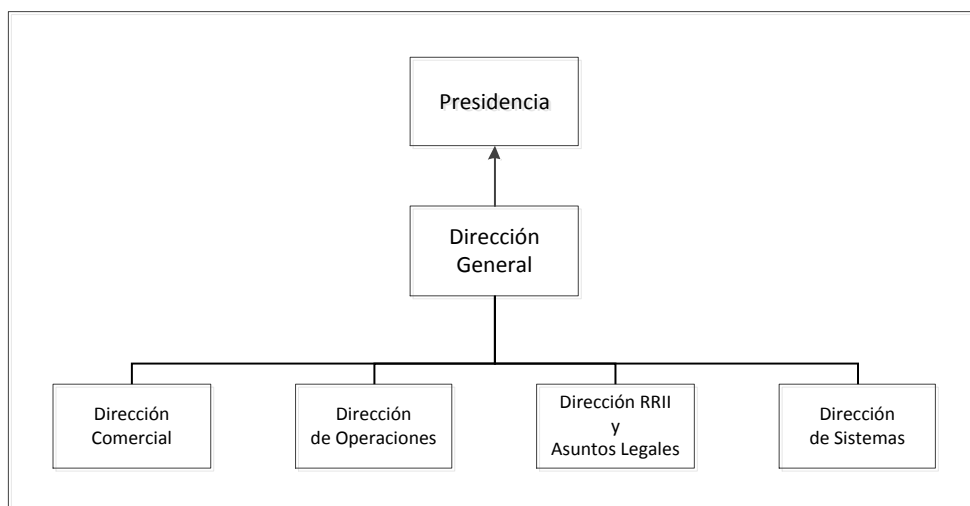 Presidencia
Dirección
General
Dirección
Comercial
Dirección
de Operaciones
Dirección RRII
y
Asuntos Legales
Dirección
de Sistemas